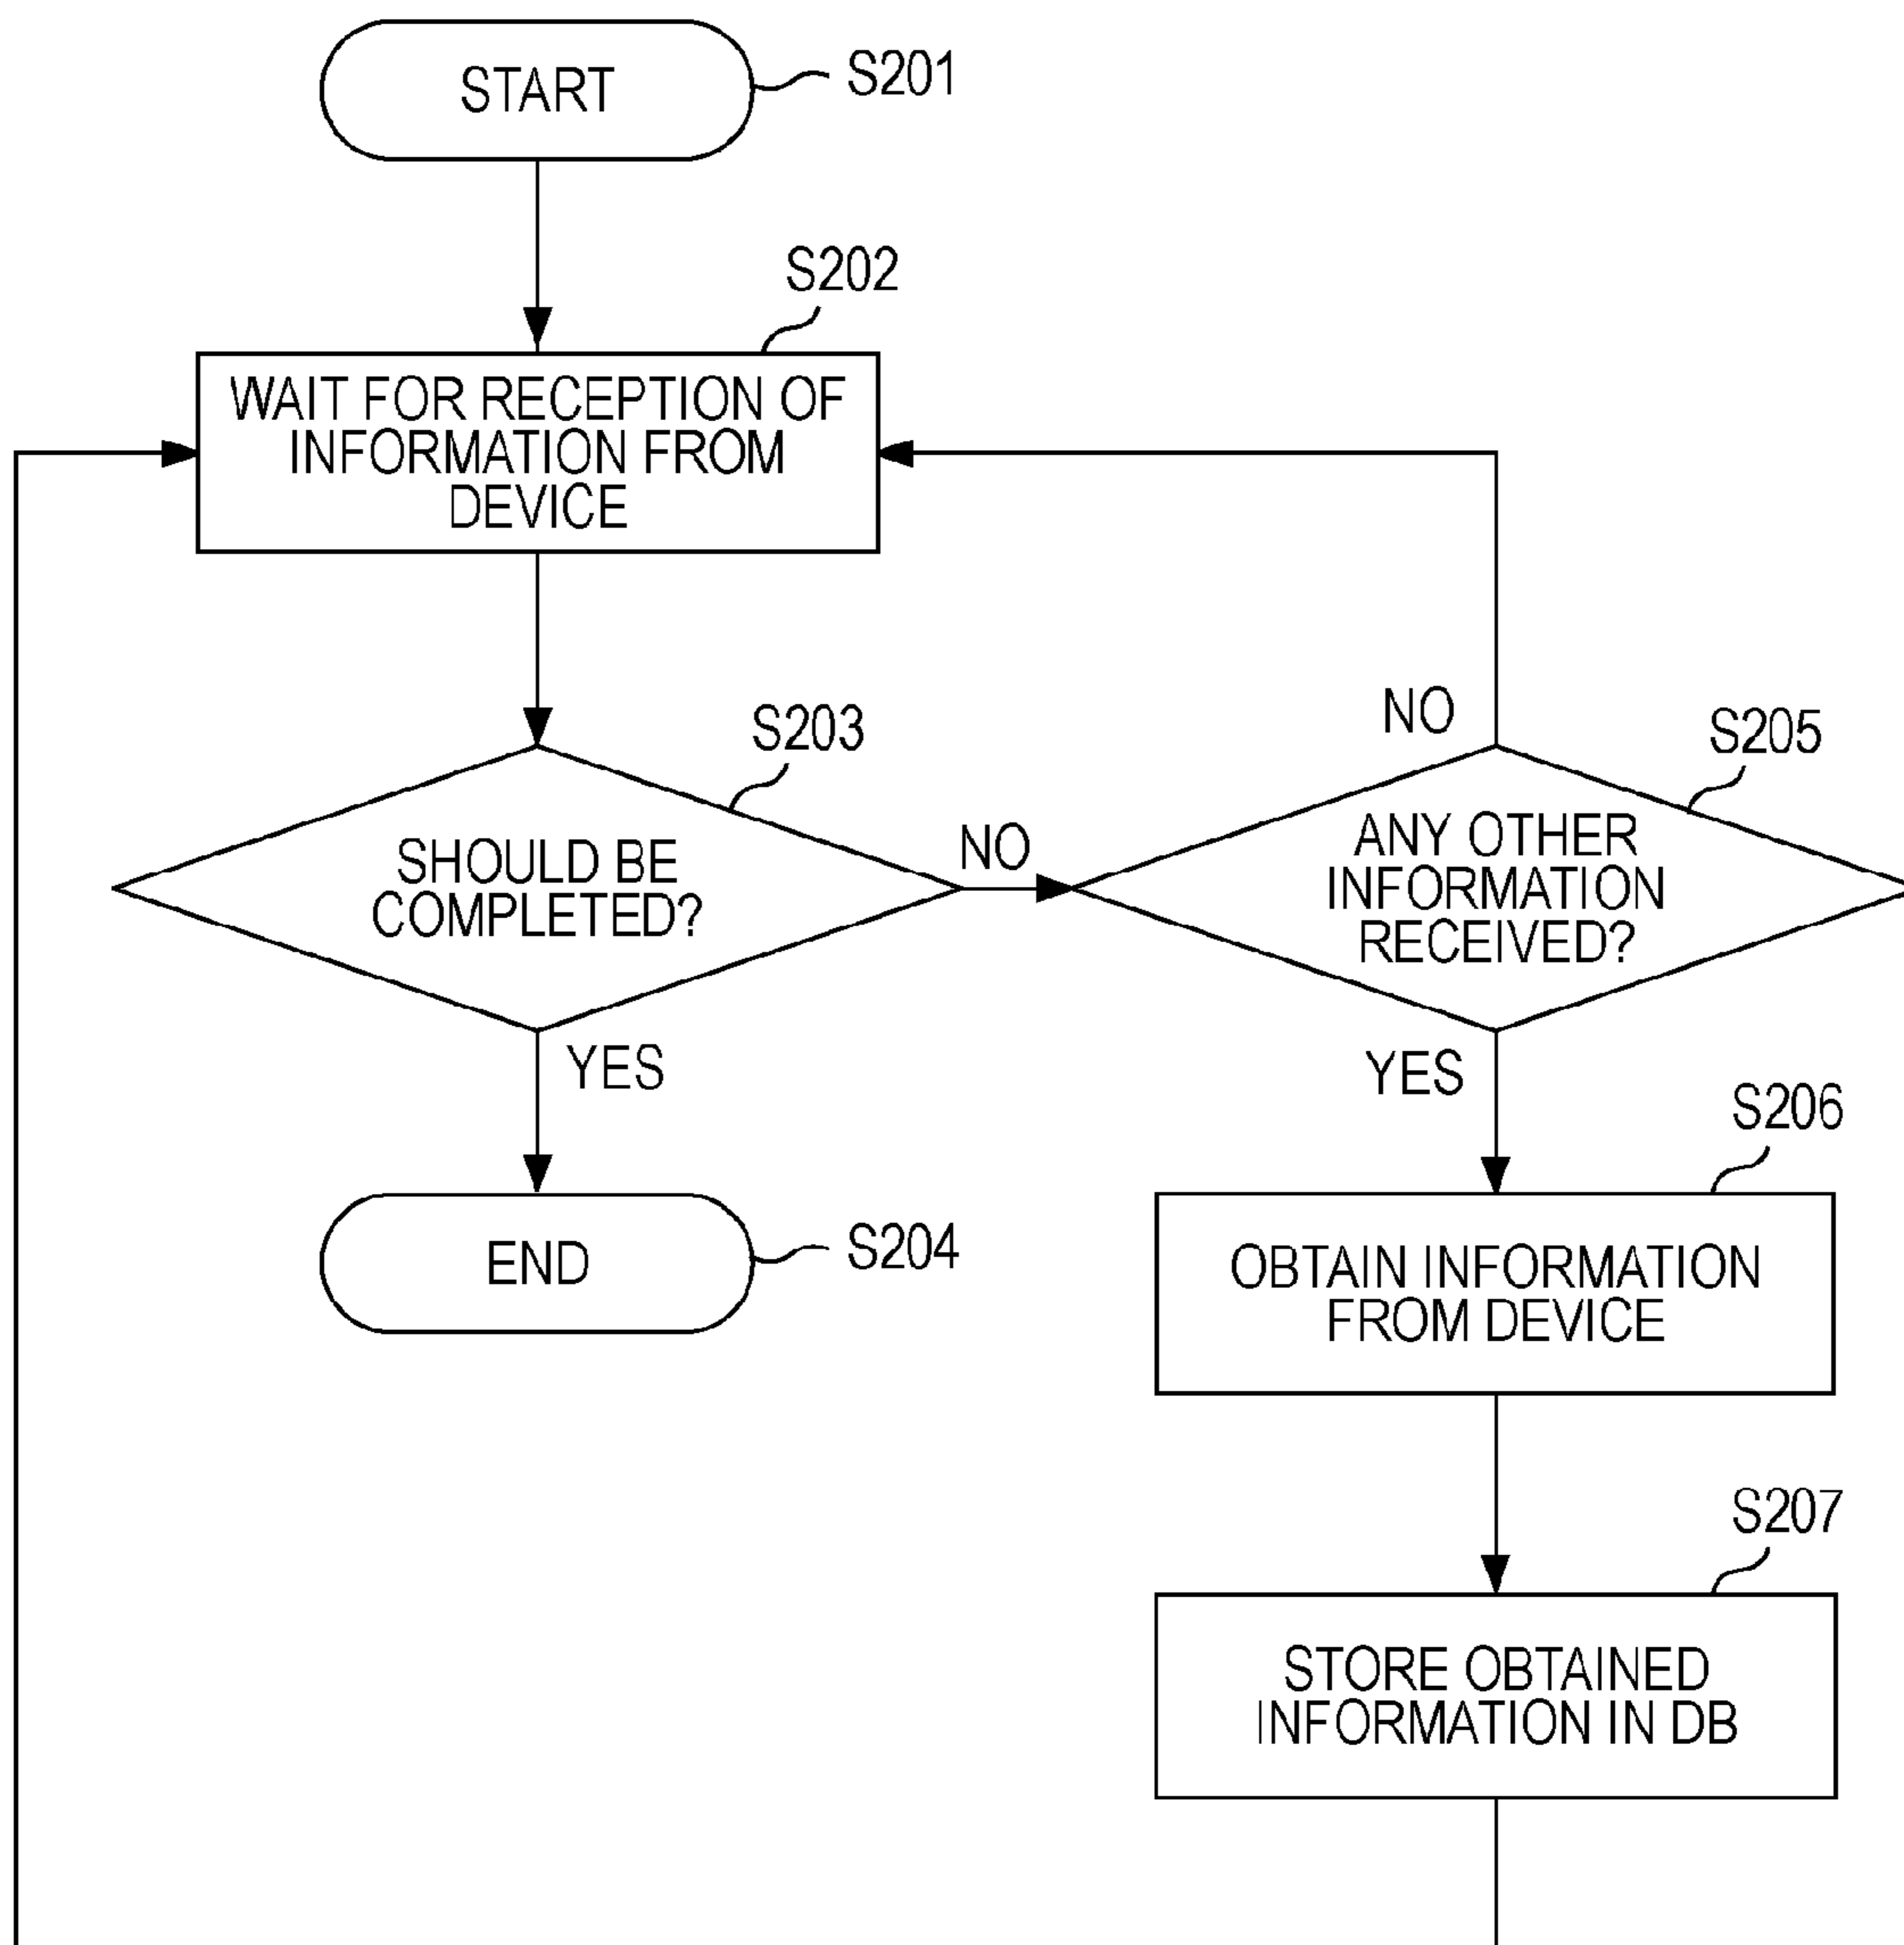 START
S201
S202
WAIT FOR RECEPTION OF
INFORMATION FROM
DEVICE
S203
SHOULD BE
COMPLETED?
NO
YES
END
S204
NO
S205
ANY OTHER
INFORMATION
RECEIVED?
YES
S206
OBTAIN INFORMATION
FROM DEVICE
S207
STORE OBTAINED
INFORMATION IN DB